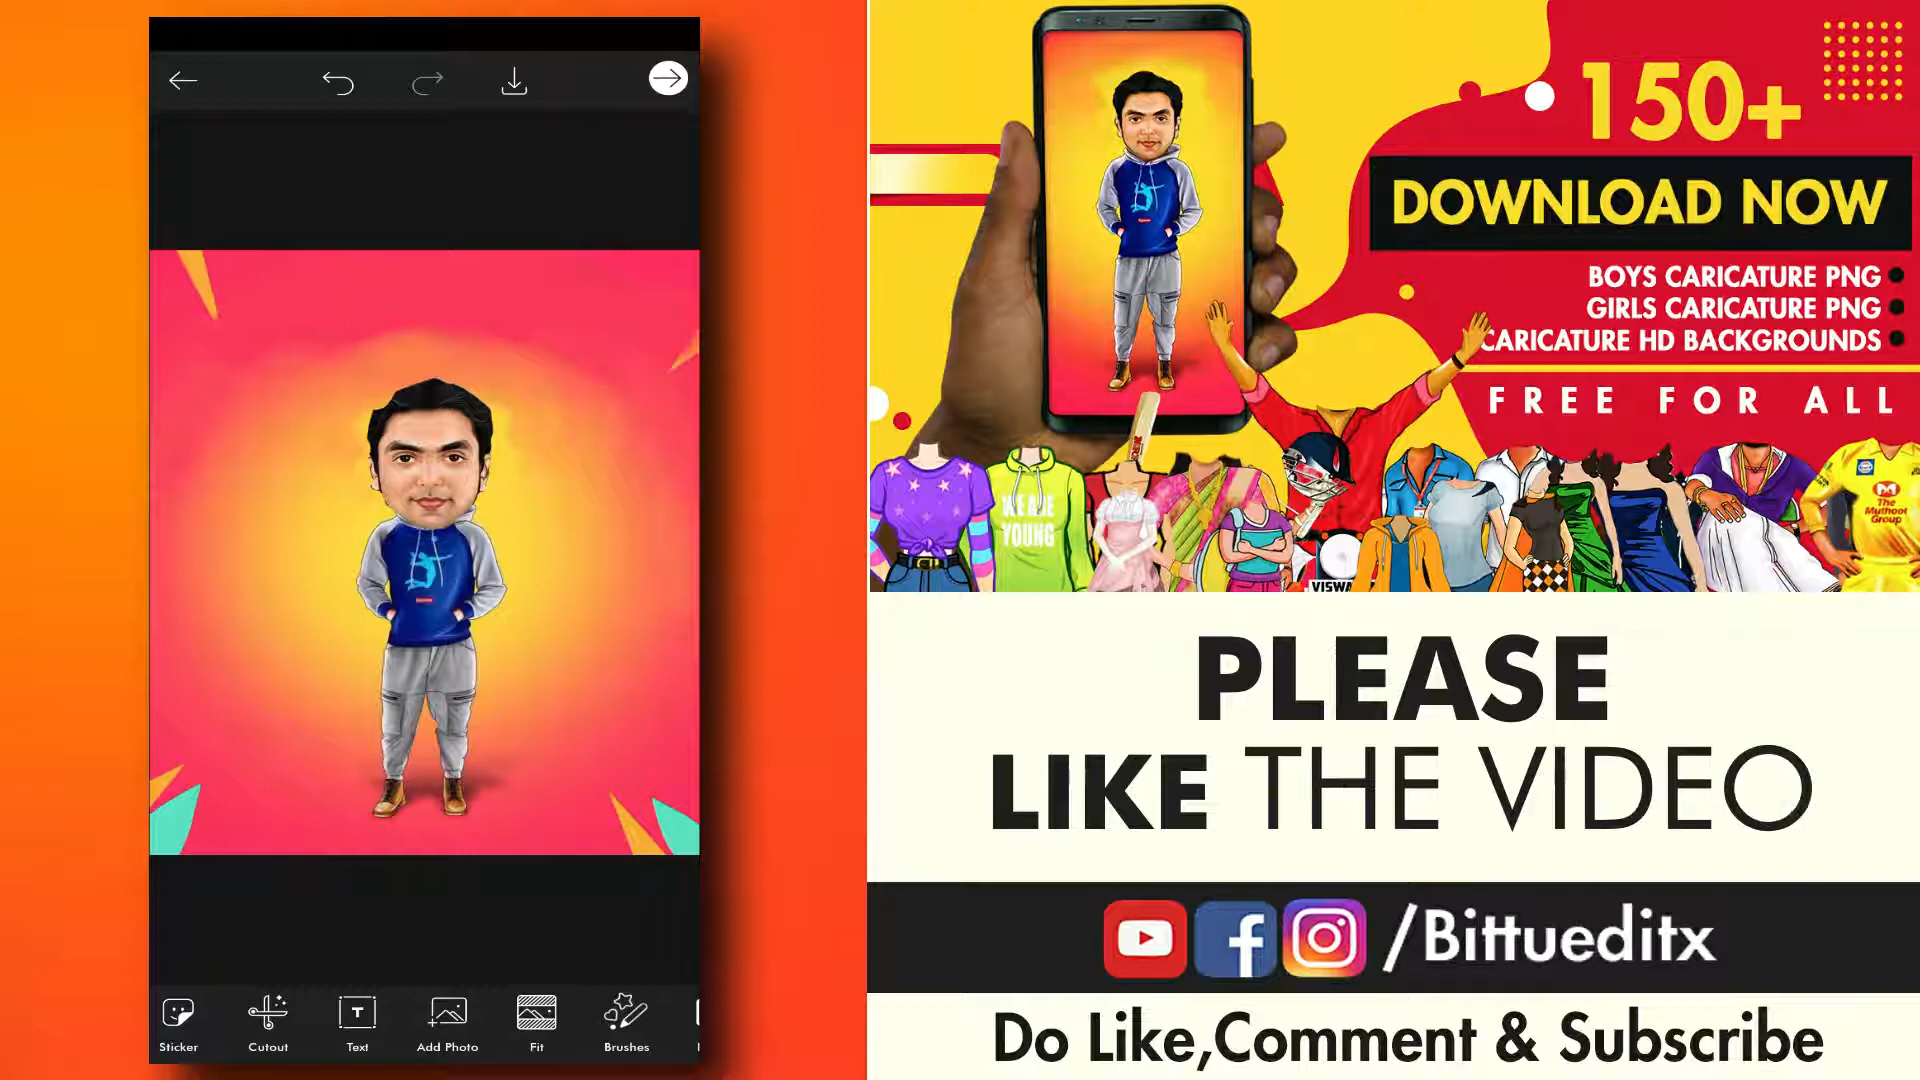 Sticker
Cutout
Text
Add Photo
Fit
Brushes
150+
DOWNLOAD NOW
BOYS CARICATURE PNG
GIRLS CARICATURE PNG
CARICATURE HD BACKGROUNDS
FREE FOR ALL
WE ARE
YOUNG
VISWA
The
Muthoot
Group
PLEASE
LIKE THE VIDEO
/Bittueditx
Do Like,Comment & Subscribe